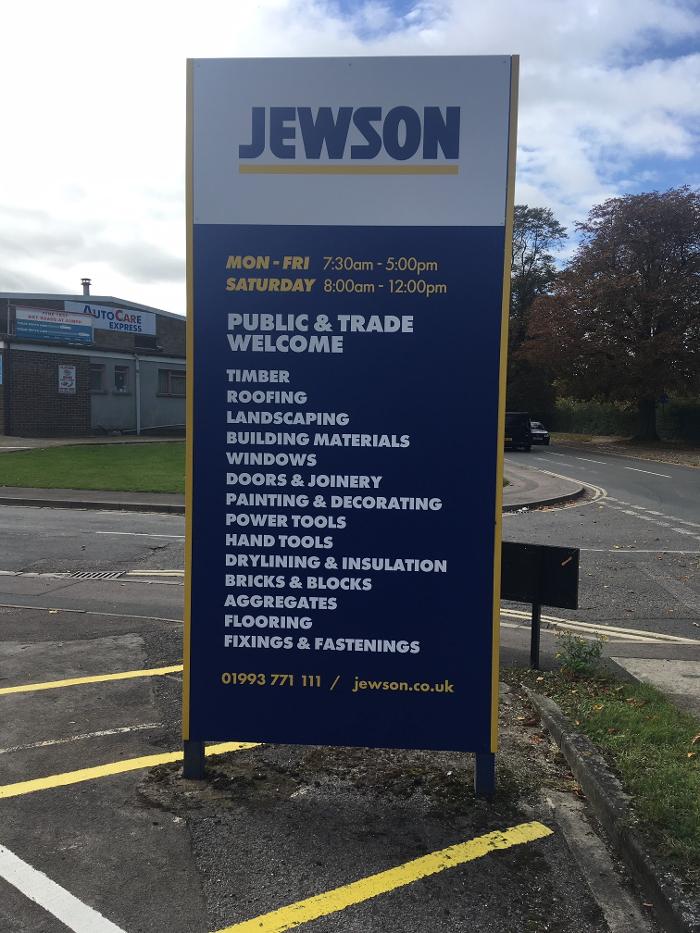 JEWSON
MON - FRI 7:30am - 5:00pm
SATURDAY 8:00am - 12:00pm
PUBLIC & TRADE
WELCOME
TIMBER
ROOFING
LANDSCAPING
BUILDING MATERIALS
WINDOWS
DOORS & JOINERY
PAINTING & DECORATING
POWER TOOLS
HAND TOOLS
DRYLINING & INSULATION
BRICKS & BLOCKS
AGGREGATES
FLOORING
FIXINGS & FASTENINGS
01993 771 111 / jewson.co.uk
AUTOCARE
EXPRESS